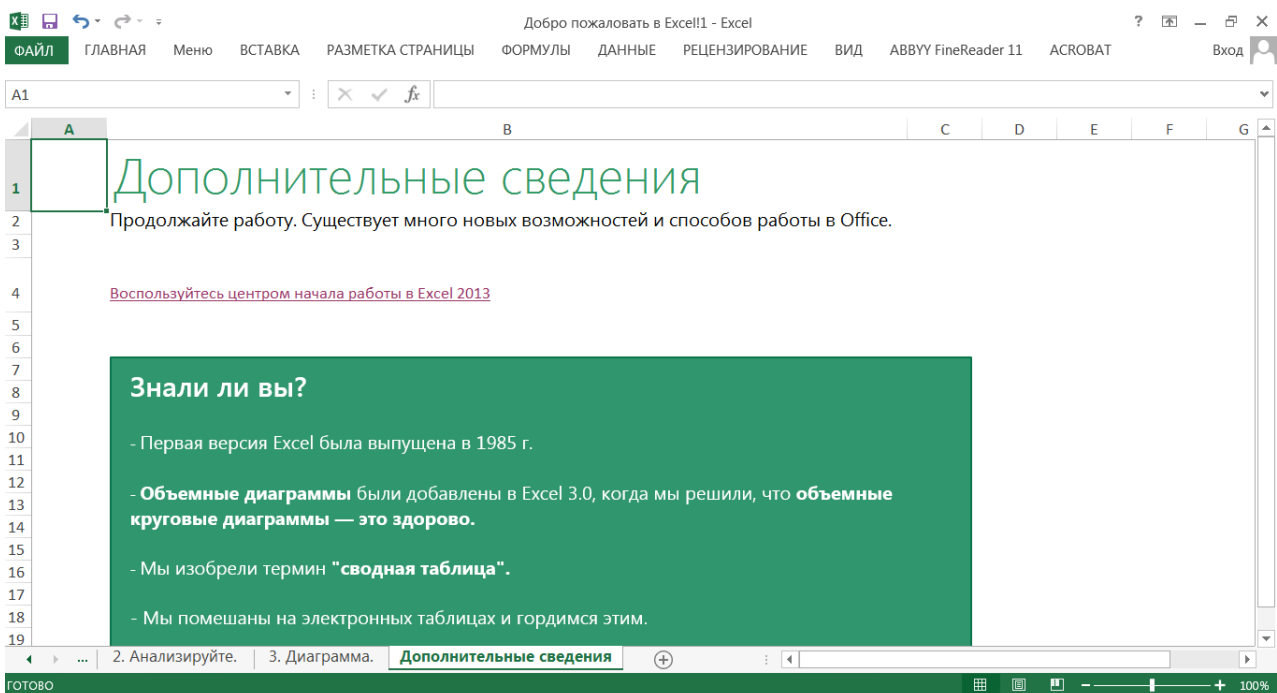 Добро пожаловать в Excel!1 - Excel
?
ФАЙЛ ГЛАВНАЯ Меню ВСТАВКА РАЗМЕТКА СТРАНИЦЫ ФОРМУЛЫ ДАННЫЕ РЕЦЕНЗИРОВАНИЕ ВИД ABBYY FineReader 11 ACROBAT Вход
A1 fx
A B C D E F G
1 Дополнительные сведения
2 Продолжайте работу. Существует много новых возможностей и способов работы в Office.
3
4 Воспользуйтесь центром начала работы в Excel 2013
5
6
7
8 Знали ли вы?
9
10 - Первая версия Excel была выпущена в 1985 г.
11
12
13 - Объемные диаграммы были добавлены в Excel 3.0, когда мы решили, что объемные
14 круговые диаграммы — это здорово.
15
16 - Мы изобрели термин "сводная таблица".
17
18 - Мы помешаны на электронных таблицах и гордимся этим.
19
... 2. Анализируйте. 3. Диаграмма. Дополнительные сведения
ГОТОВО 100%